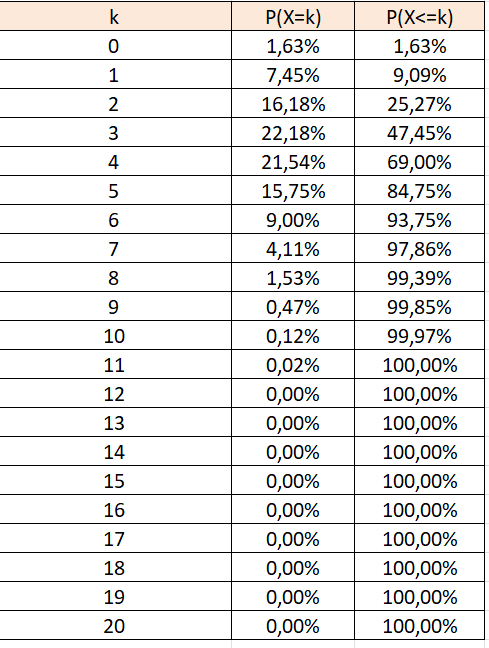 k P(X=k) P(X<=k)
0 1,63% 1,63%
1 7,45% 9,09%
2 16,18% 25,27%
3 22,18% 47,45%
4 21,54% 69,00%
5 15,75% 84,75%
6 9,00% 93,75%
7 4,11% 97,86%
8 1,53% 99,39%
9 0,47% 99,85%
10 0,12% 99,97%
11 0,02% 100,00%
12 0,00% 100,00%
13 0,00% 100,00%
14 0,00% 100,00%
15 0,00% 100,00%
16 0,00% 100,00%
17 0,00% 100,00%
18 0,00% 100,00%
19 0,00% 100,00%
20 0,00% 100,00%